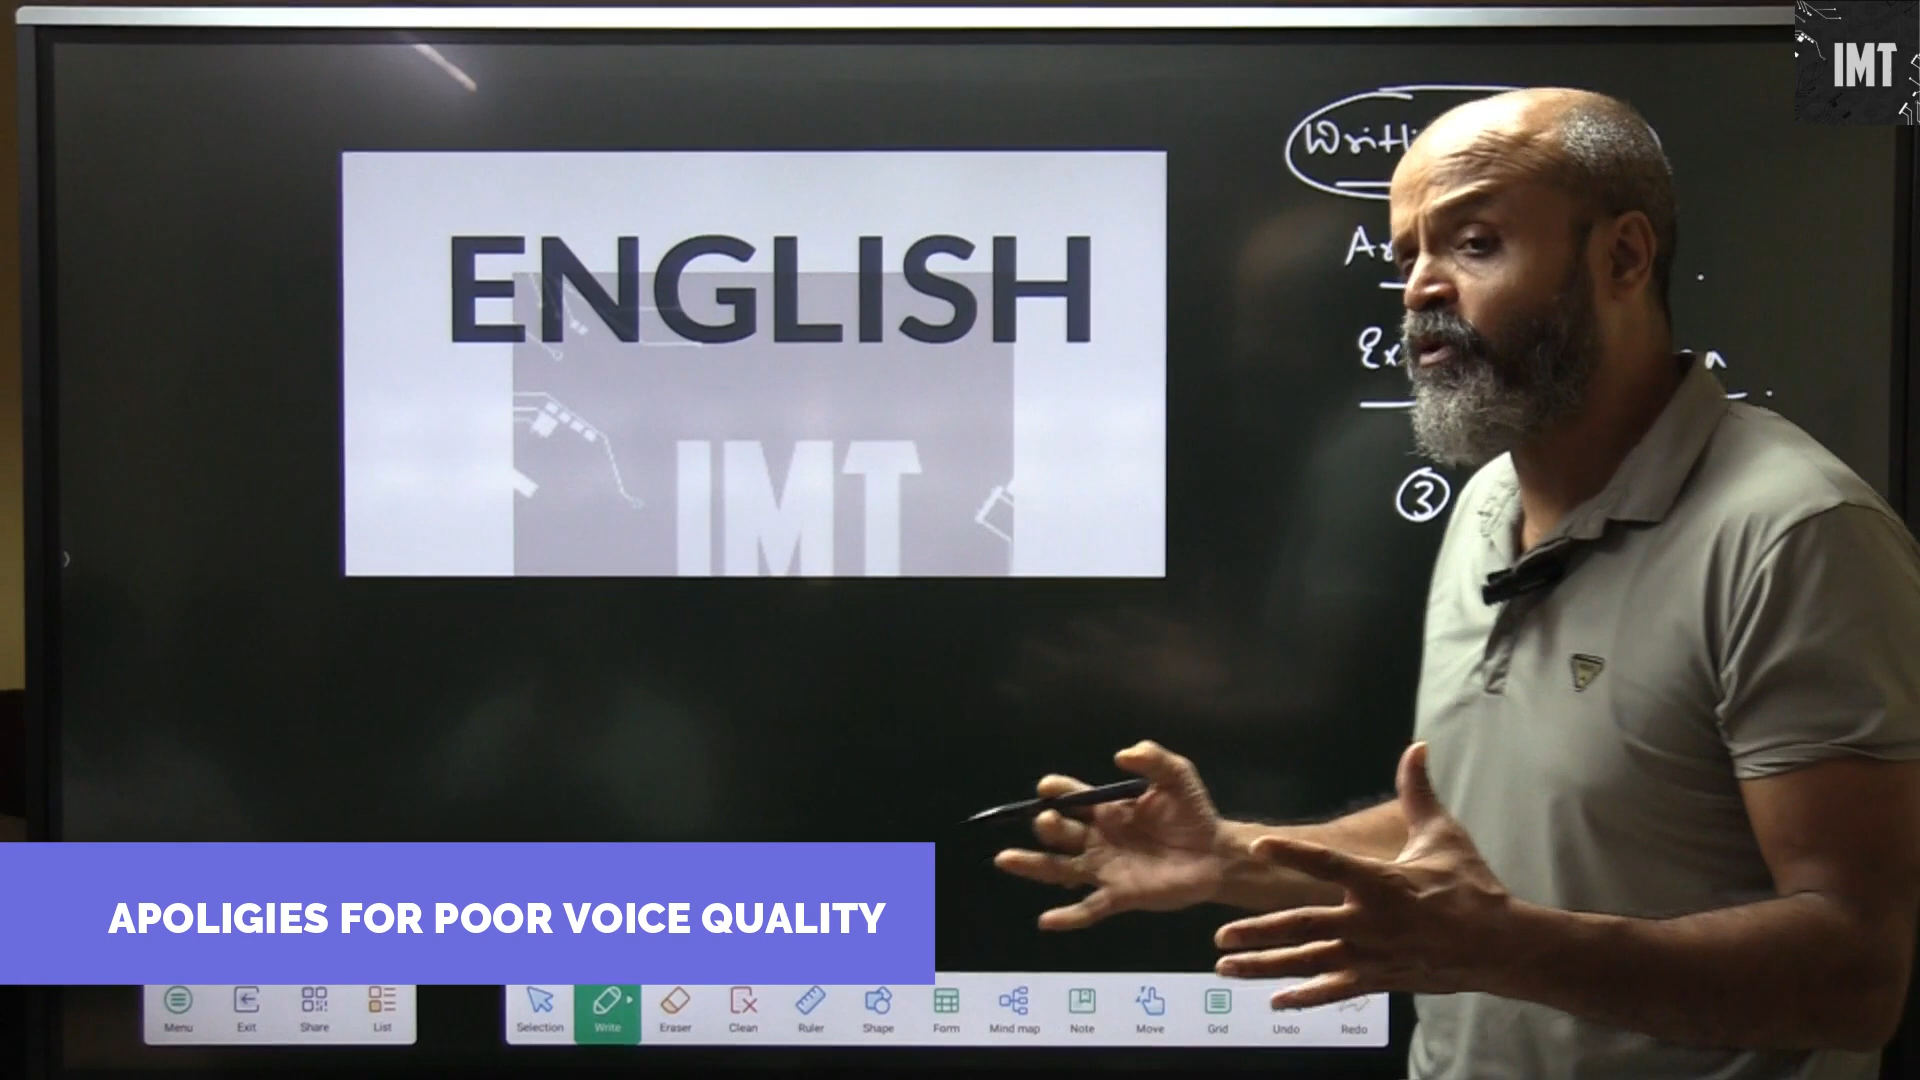 IMT
ENGLISH
IMT
3
APOLIGIES FOR POOR VOICE QUALITY
Menu Exit Share List Selection Write Eraser Clean Ruler Shape Form Mind map Note Move Grid Undo Redo